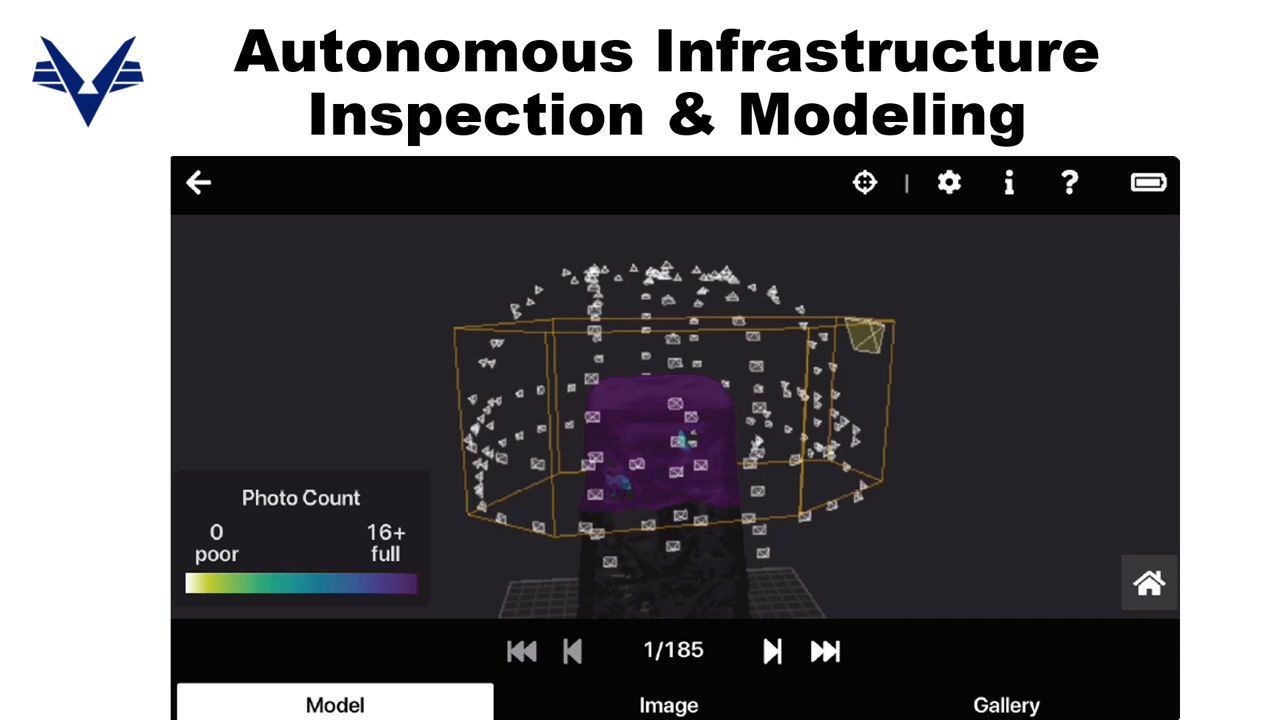 Autonomous Infrastructure
Inspection & Modeling
Photo Count
0 16+
poor full
1/185
Model Image Gallery